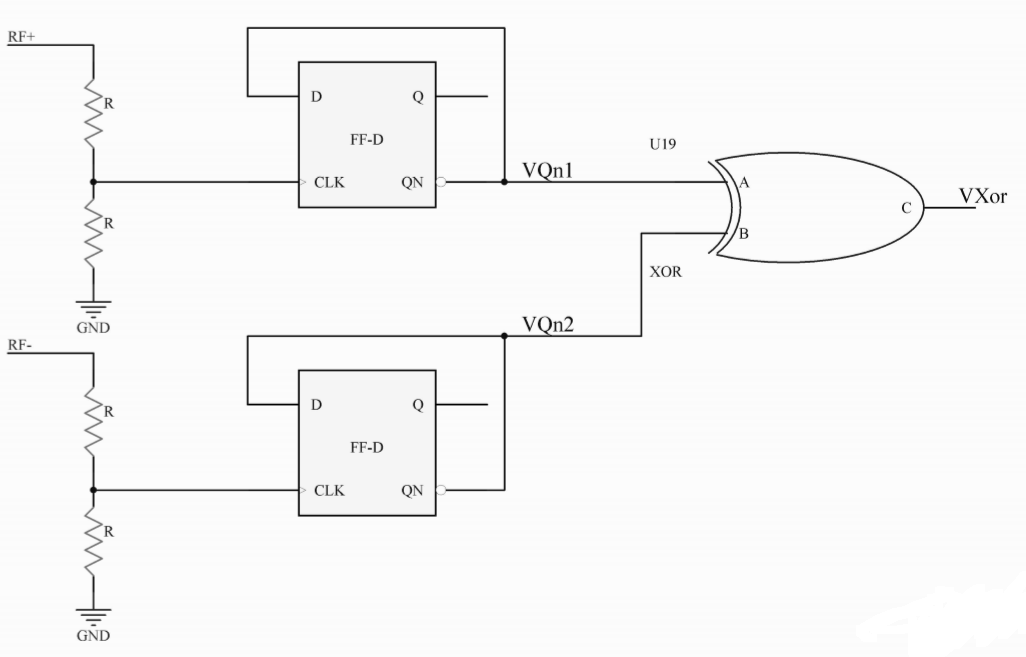 RF+
R
D
Q
FF-D
U19
VQn1
CLK
QN
A
VXor
C
R
B
XOR
GND
VQn2
RF-
R
D
Q
FF-D
CLK
QN
R
GND